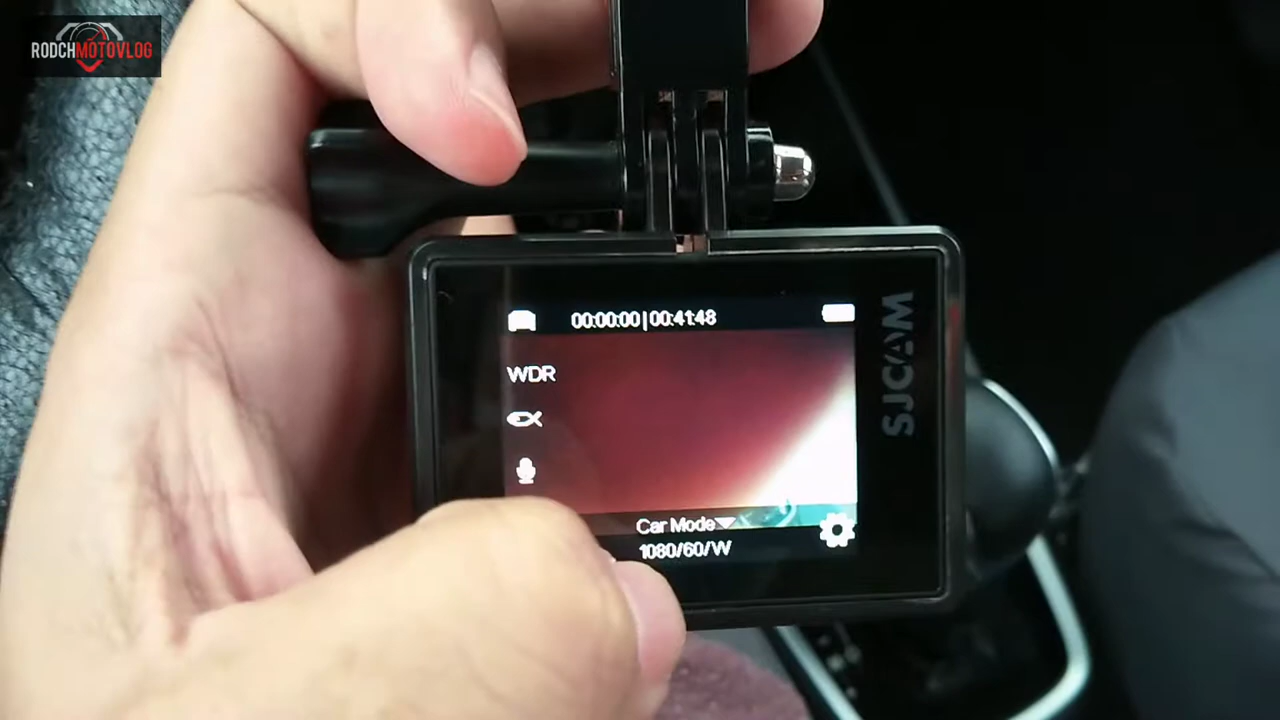 RODCHMOTOVLOG
00:00:00|00:41:48
WDR
SJCAM
Car Mode
1080/60/W